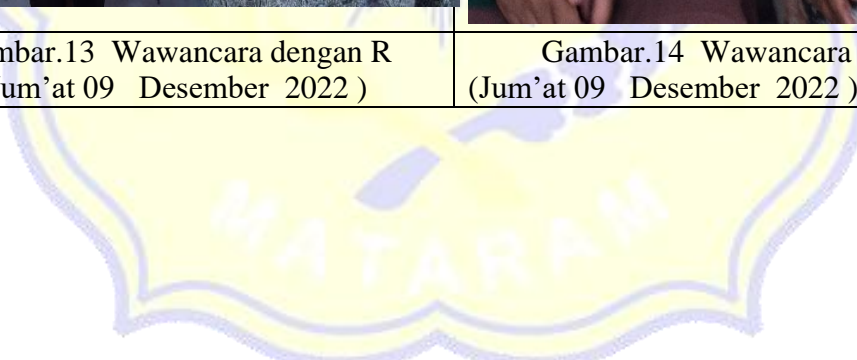 mbar.13 Wawancara dengan R
um’at 09 Desember 2022 )
Gambar.14 Wawancara
(Jum’at 09 Desember 2022 )
MATARAM